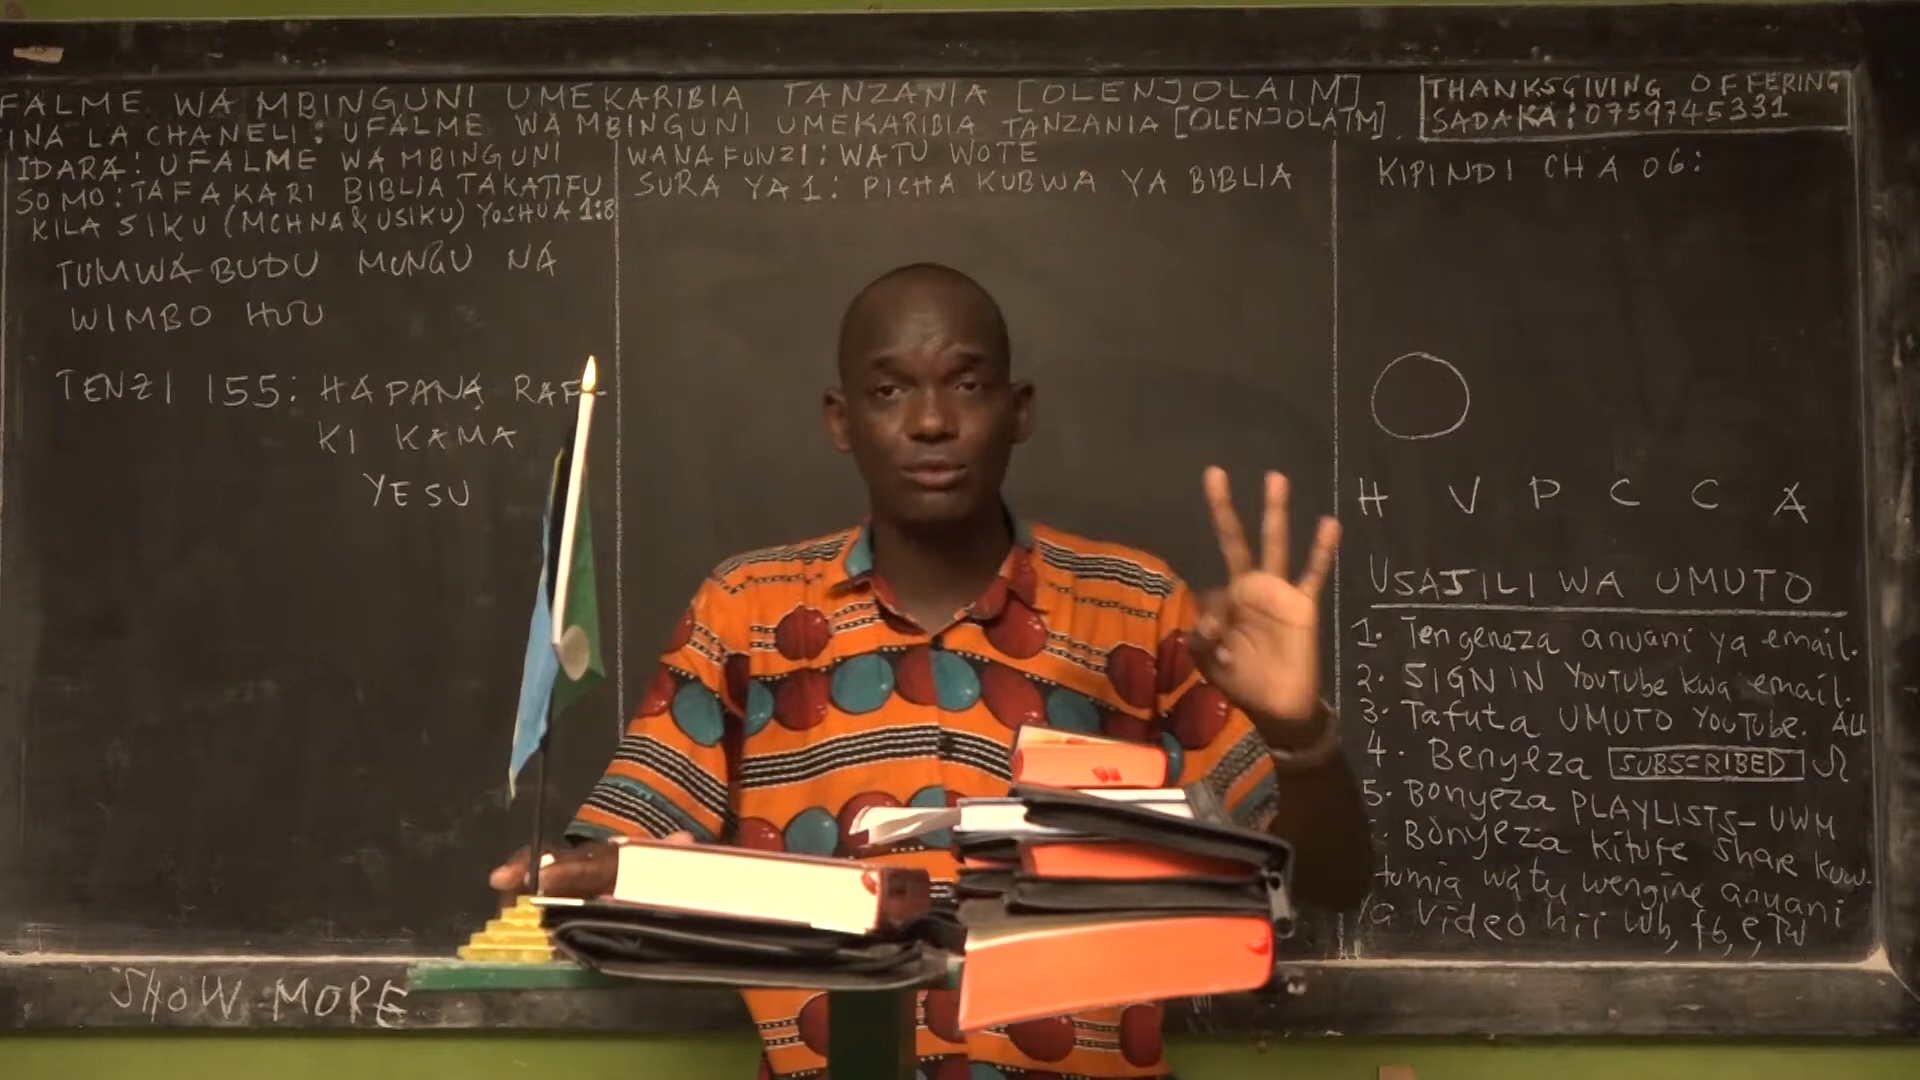 FALME WA MBINGUNI UMEKARIBIA TANZANIA [OLENJOLAIM]
INA LA CHANELI: UFALME WA MBINGUNI UMEKARIBIA TANZANIA [OLENJOLAIM]
THANKSGIVING OFFERING
SADAKA: 0759745331
IDARA: UFALME WA MBINGUNI
SOMO: TAFAKARI BIBLIA TAKATIFU
KILA SIKU (MCHNA & USIKU) YOSHUA 1:8
TUMWABUDU MUNGU NA
WIMBO HUU
TENZI 155: HAPANA RAFI-
KI KAMA
YESU
WANAFUNZI: WATU WOTE
SURA YA 1: PICHA KUBWA YA BIBLIA
KIPINDI CHA 06:
H V P C C A
USAJILI WA UMUTO
1. Tengeneza anuani ya email.
2. SIGN IN YouTube kwa email.
3. Tafuta UMUTO YouTube. ALL
4. Benyeza SUBSCRIBED
5. Bonyeza PLAYLISTS-UWM
Bonyeza kitufe share kuw-
tumia watu wengine anuani
ya video hii wb, fb, e, TW
SHOW MORE